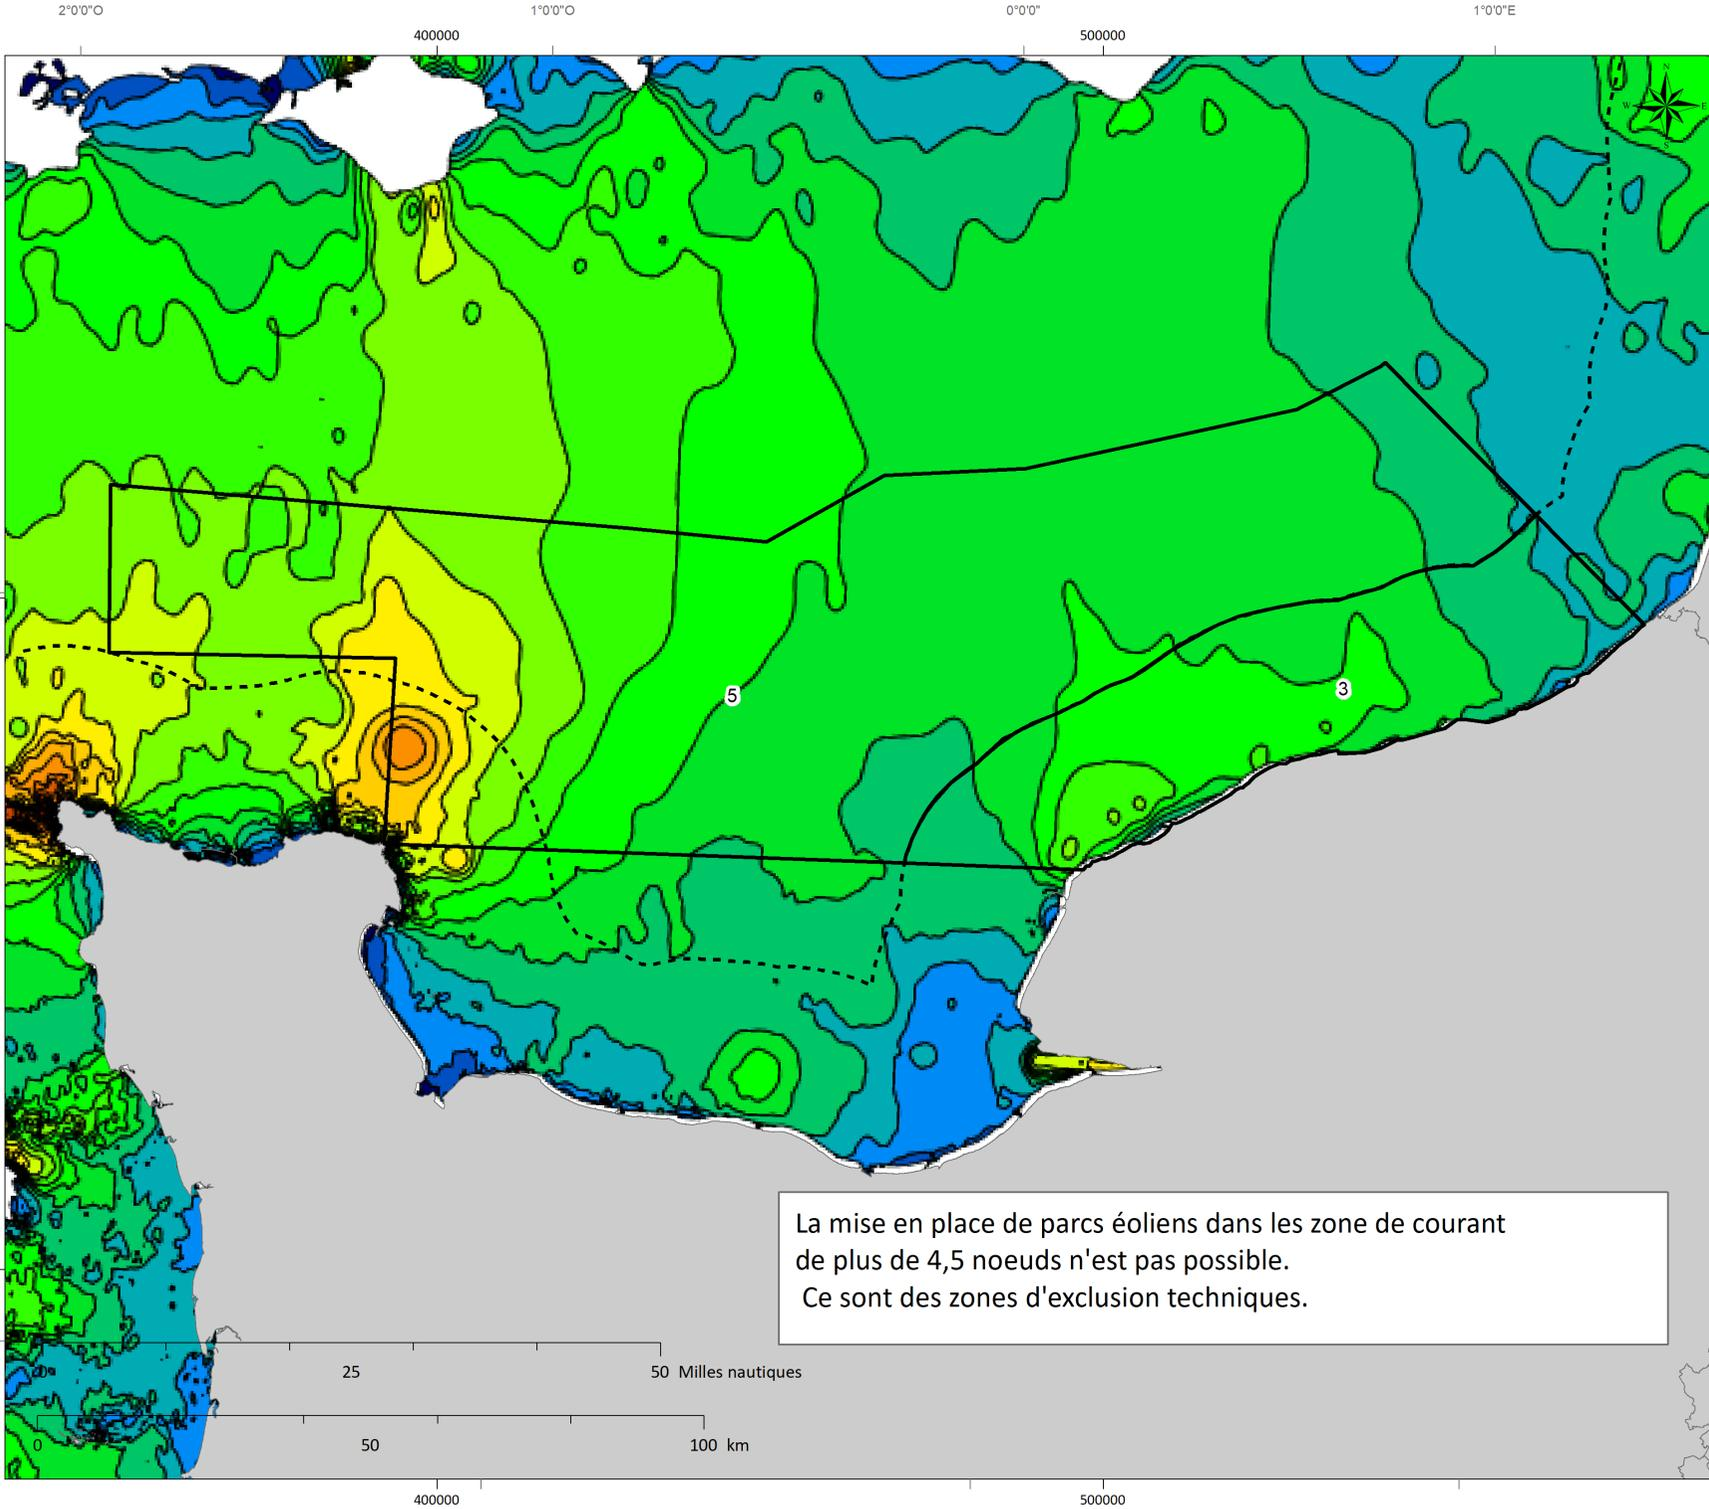 2°0'0"O 1°0'0"O 0°0'0" 1°0'0"E
400000 500000
N
W E
S
5
3
La mise en place de parcs éoliens dans les zone de courant
de plus de 4,5 noeuds n'est pas possible.
Ce sont des zones d'exclusion techniques.
0 25 50 Milles nautiques
0 50 100 km
400000 500000